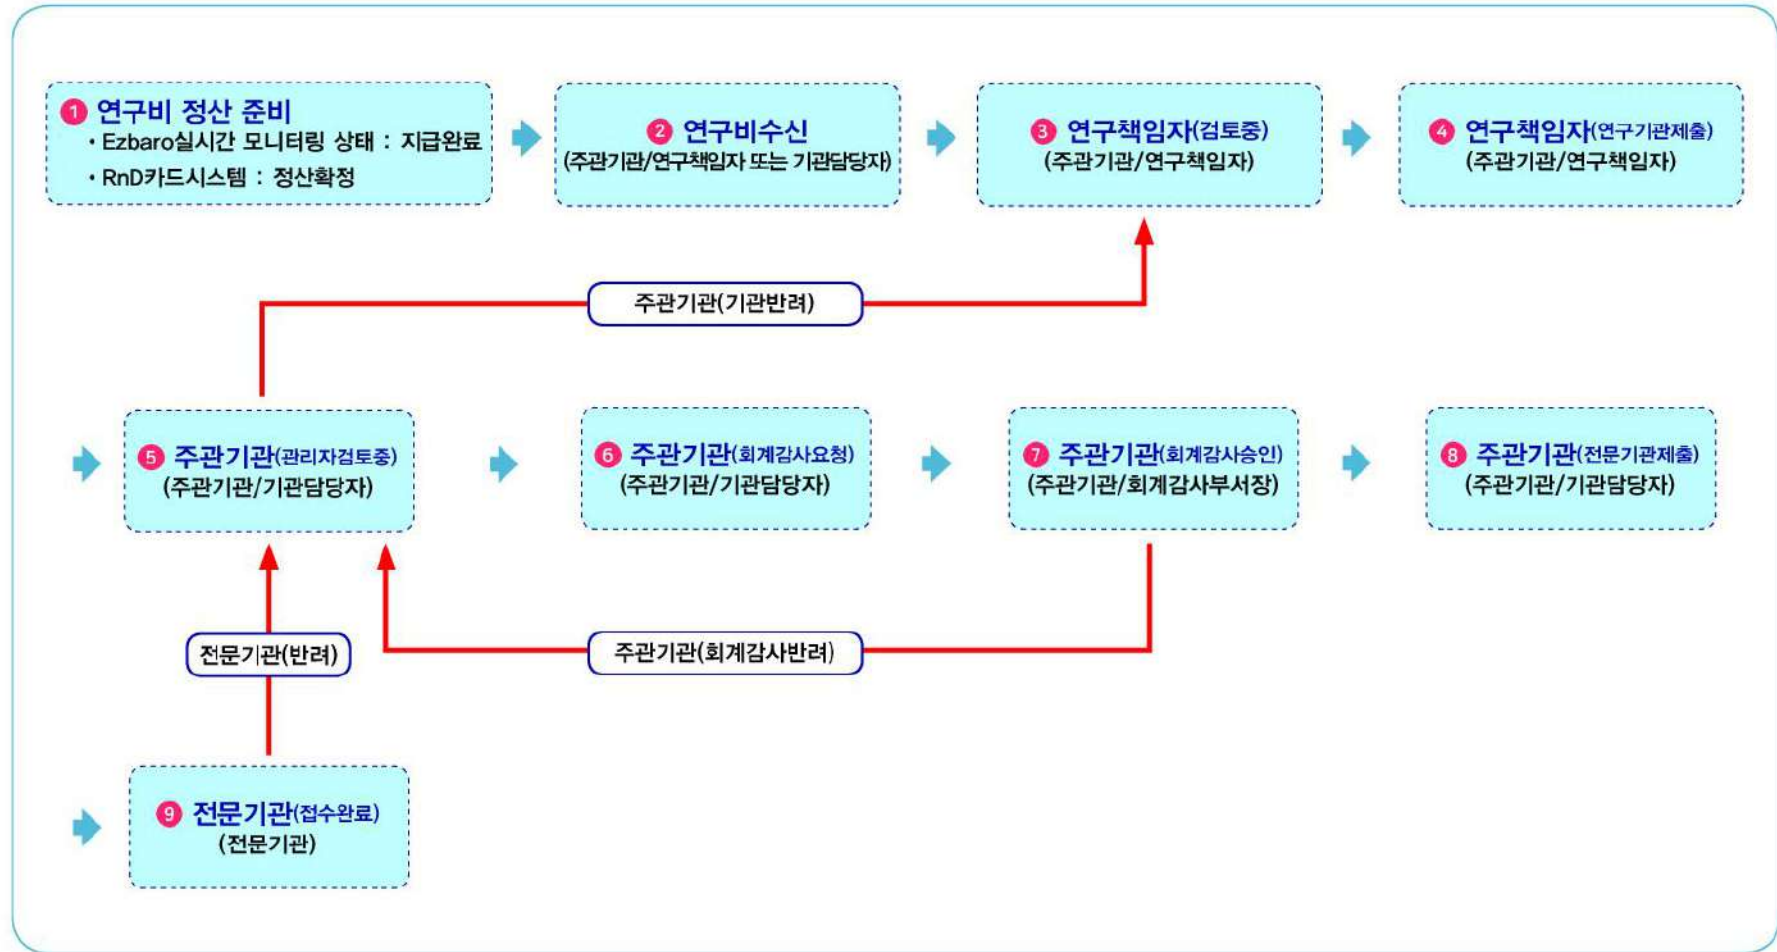 1 연구비 정산 준비
• Ezbaro실시간 모니터링 상태 : 지급완료
• RnD카드시스템 : 정산확정
2 연구비수신
(주관기관/연구책임자 또는 기관담당자)
3 연구책임자(검토중)
(주관기관/연구책임자)
4 연구책임자(연구기관제출)
(주관기관/연구책임자)
주관기관(기관반려)
5 주관기관(관리자검토중)
(주관기관/기관담당자)
6 주관기관(회계감사요청)
(주관기관/기관담당자)
7 주관기관(회계감사승인)
(주관기관/회계감사부서장)
8 주관기관(전문기관제출)
(주관기관/기관담당자)
전문기관(반려)
주관기관(회계감사반려)
9 전문기관(접수완료)
(전문기관)